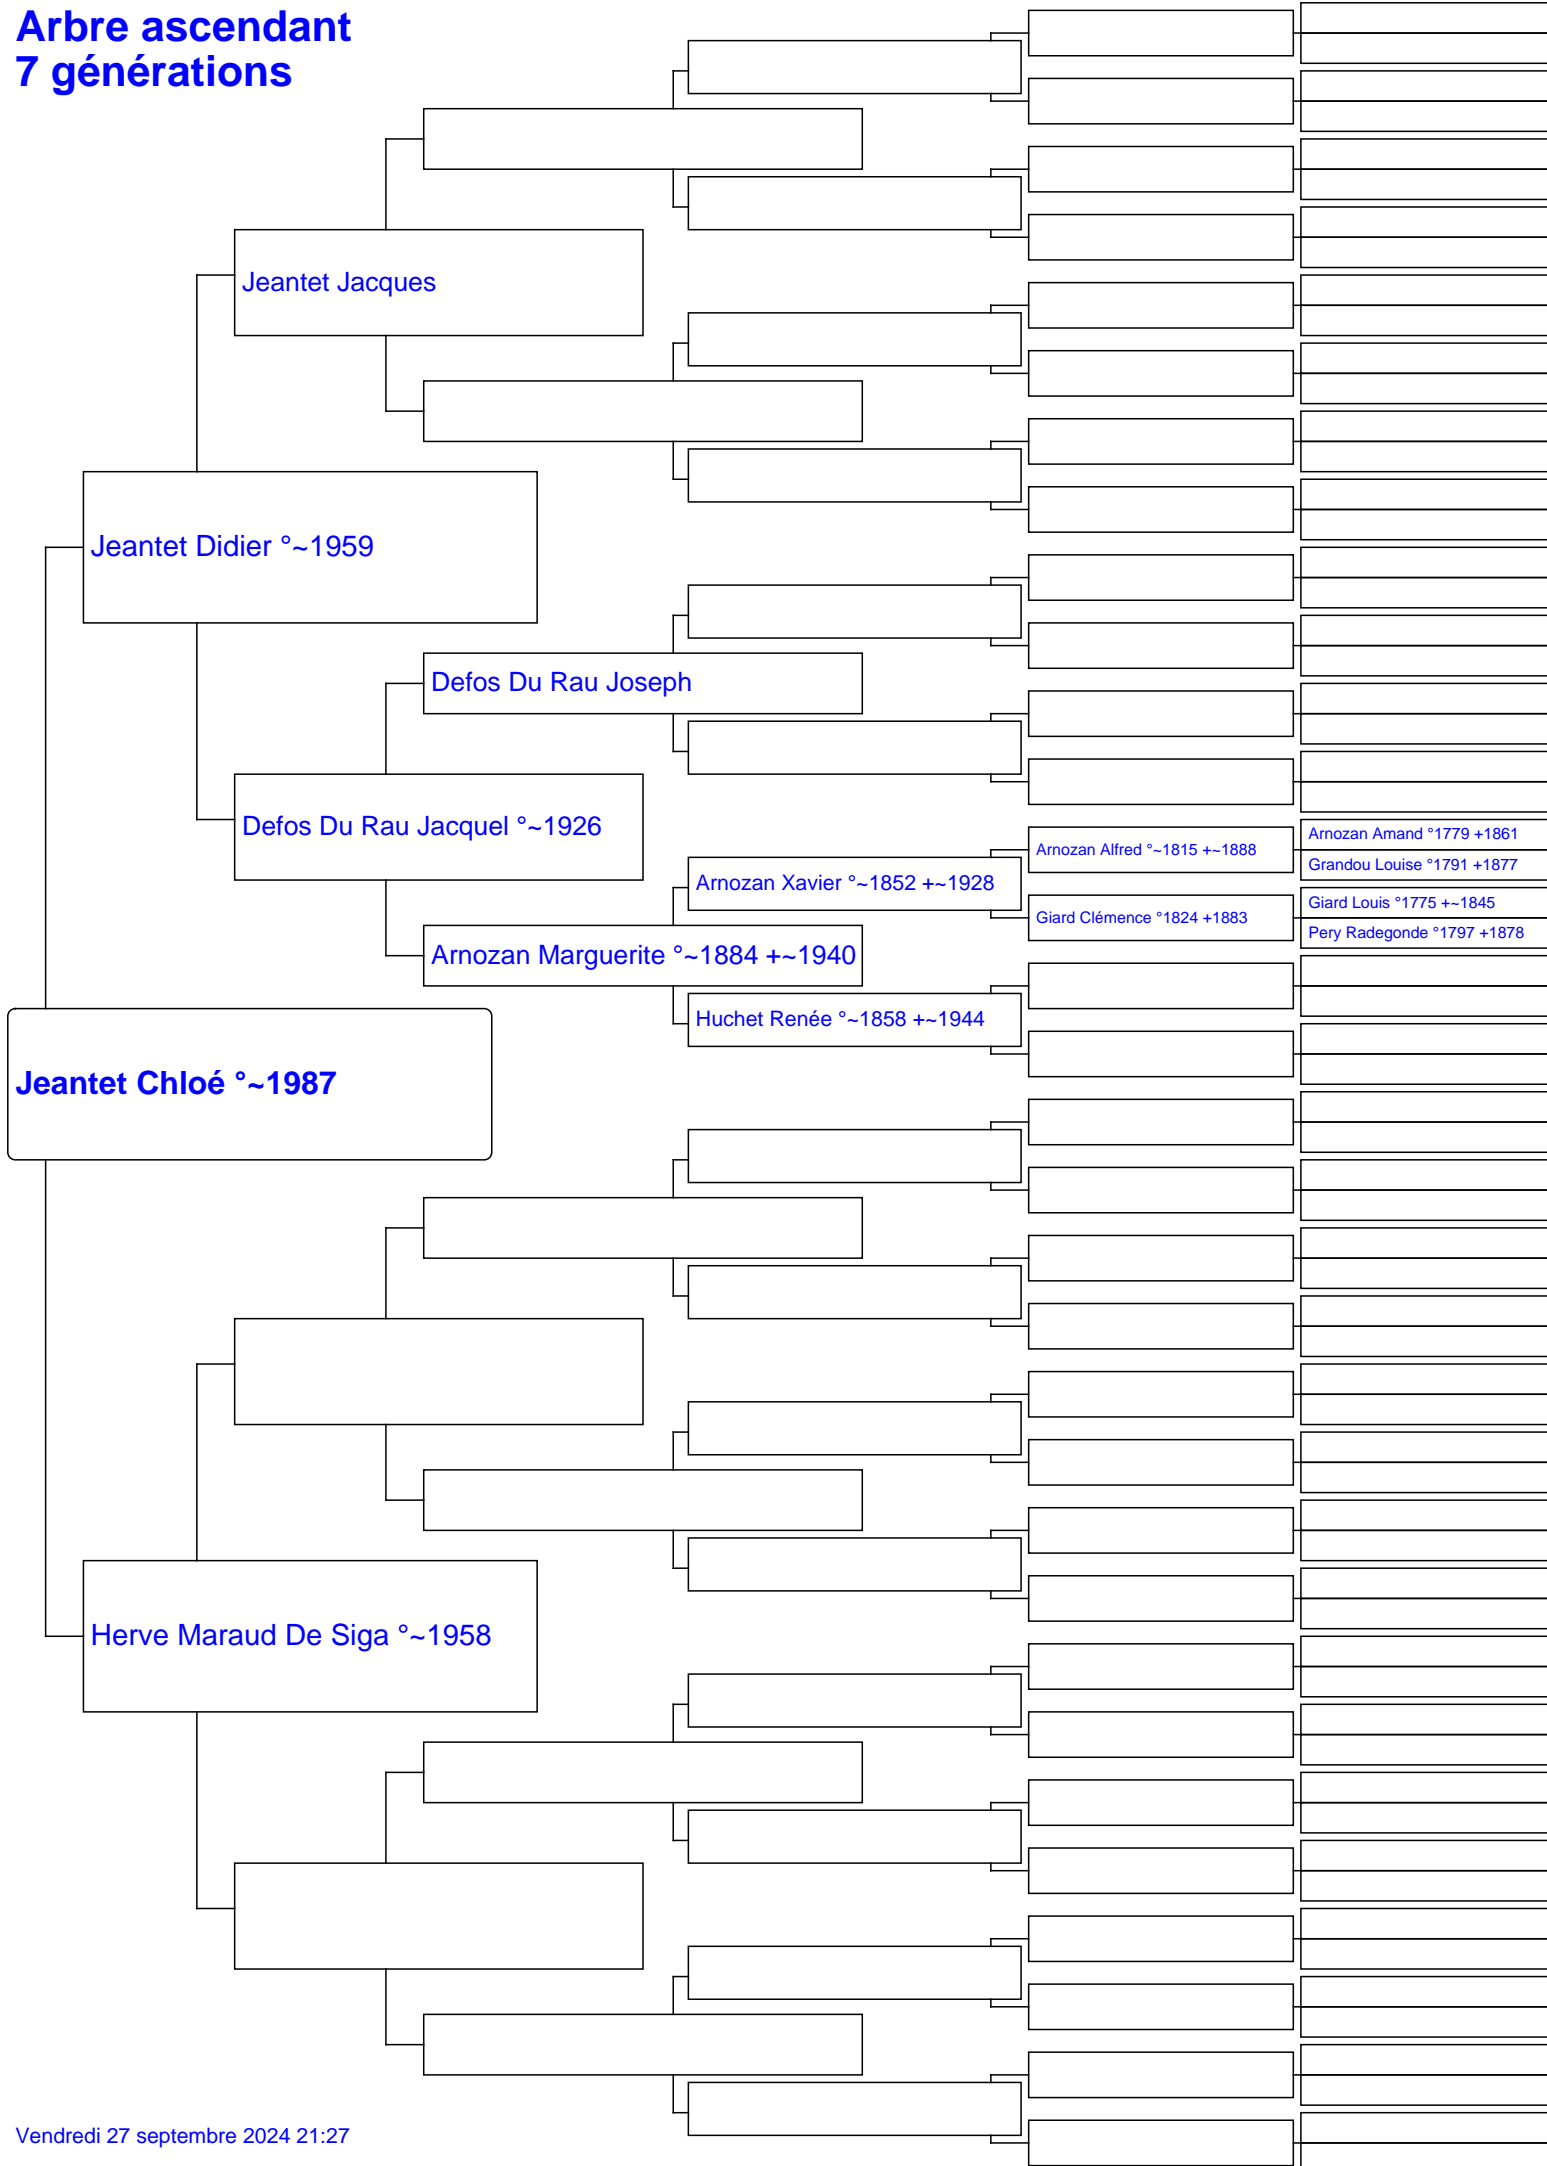 Arbre ascendant
7 générations
Jeantet Jacques
Jeantet Didier °~1959
Defos Du Rau Joseph
Defos Du Rau Jacquel °~1926
Arnozan Alfred °~1815 +~1888
Arnozan Amand °1779 +1861
Grandou Louise °1791 +1877
Arnozan Xavier °~1852 +~1928
Giard Clémence °1824 +1883
Giard Louis °1775 +~1845
Pery Radegonde °1797 +1878
Arnozan Marguerite °~1884 +~1940
Huchet Renée °~1858 +~1944
Jeantet Chloé °~1987
Herve Maraud De Siga °~1958
Vendredi 27 septembre 2024 21:27